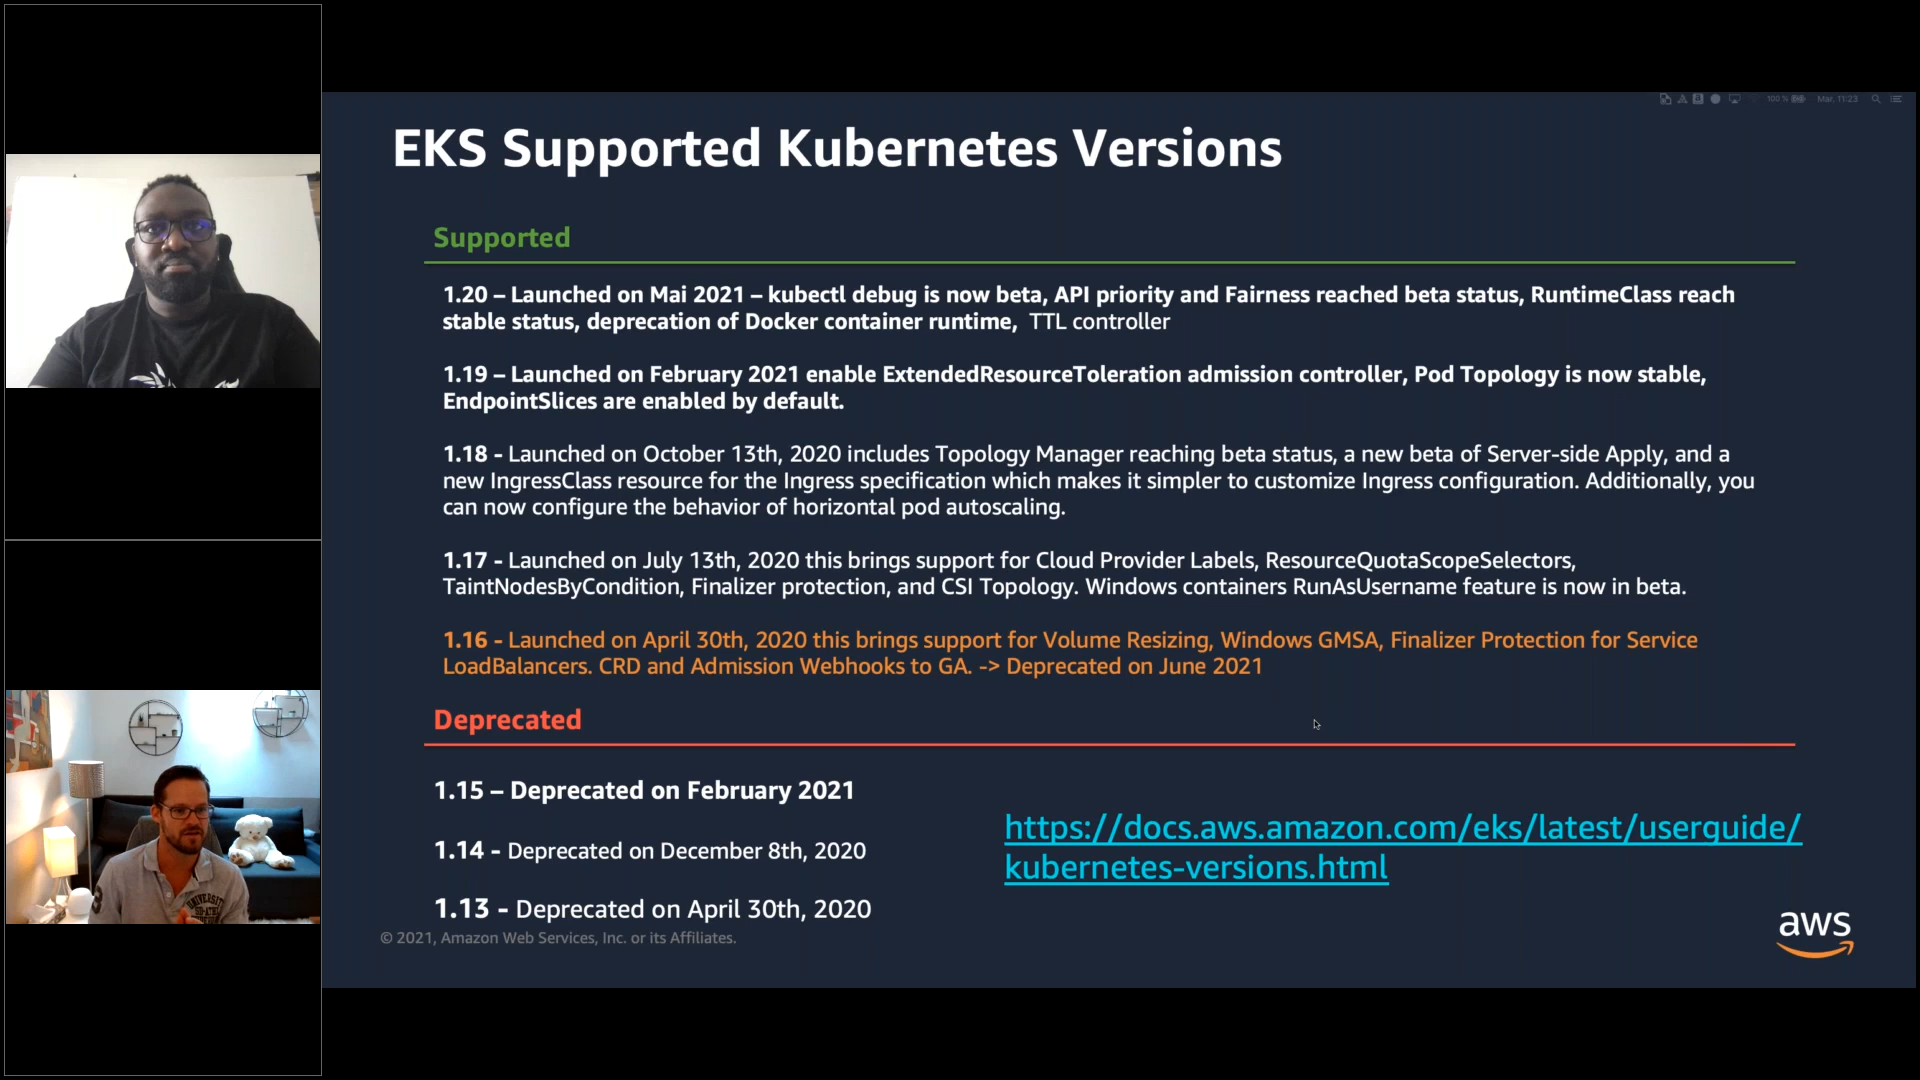 100 %
Mar. 11:23
EKS Supported Kubernetes Versions
Supported
1.20 – Launched on Mai 2021 – kubectl debug is now beta, API priority and Fairness reached beta status, RuntimeClass reach
stable status, deprecation of Docker container runtime, TTL controller
1.19 – Launched on February 2021 enable ExtendedResourceToleration admission controller, Pod Topology is now stable,
EndpointSlices are enabled by default.
1.18 - Launched on October 13th, 2020 includes Topology Manager reaching beta status, a new beta of Server-side Apply, and a
new IngressClass resource for the Ingress specification which makes it simpler to customize Ingress configuration. Additionally, you
can now configure the behavior of horizontal pod autoscaling.
1.17 - Launched on July 13th, 2020 this brings support for Cloud Provider Labels, ResourceQuotaScopeSelectors,
TaintNodesByCondition, Finalizer protection, and CSI Topology. Windows containers RunAsUsername feature is now in beta.
1.16 - Launched on April 30th, 2020 this brings support for Volume Resizing, Windows GMSA, Finalizer Protection for Service
LoadBalancers. CRD and Admission Webhooks to GA. -> Deprecated on June 2021
Deprecated
1.15 – Deprecated on February 2021
1.14 - Deprecated on December 8th, 2020
1.13 - Deprecated on April 30th, 2020
https://docs.aws.amazon.com/eks/latest/userguide/
kubernetes-versions.html
© 2021, Amazon Web Services, Inc. or its Affiliates.
aws